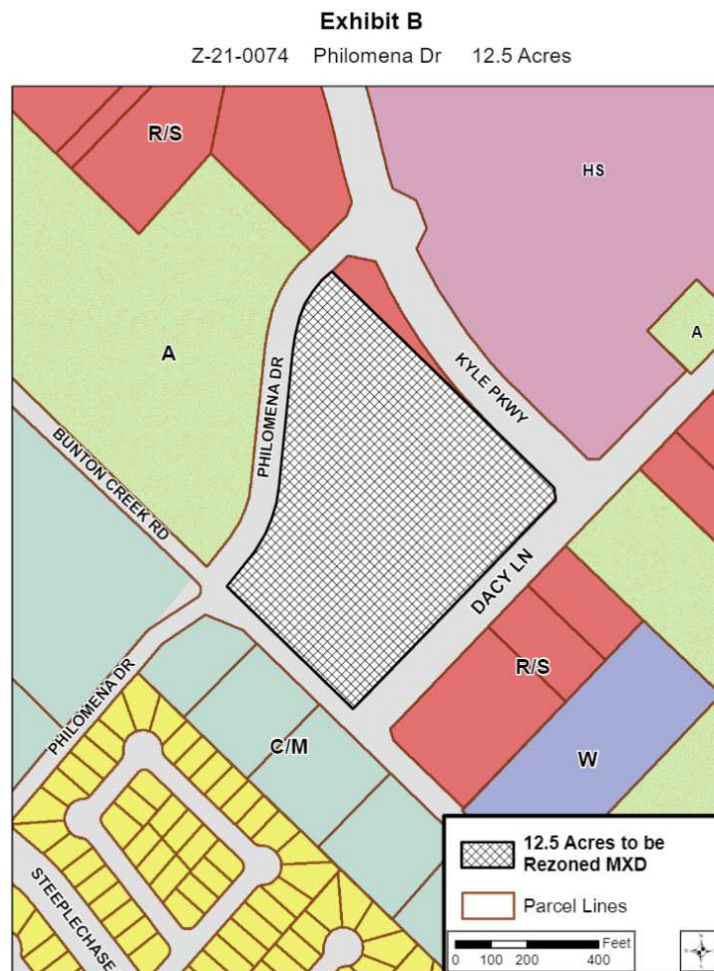 Exhibit B
Z-21-0074 Philomena Dr 12.5 Acres
R/S
HS
A
A
KYLE PKWY
PHILOMENA DR
BUNTON CREEK RD
DACY LN
R/S
PHILOMENA DR
C/M
W
STEEPLECHASE
12.5 Acres to be
Rezoned MXD
Parcel Lines
Feet
0 100 200 400